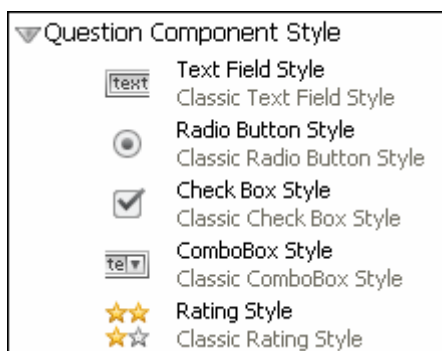 Question Component Style
text
Text Field Style
Classic Text Field Style
Radio Button Style
Classic Radio Button Style
Check Box Style
Classic Check Box Style
te
ComboBox Style
Classic ComboBox Style
Rating Style
Classic Rating Style